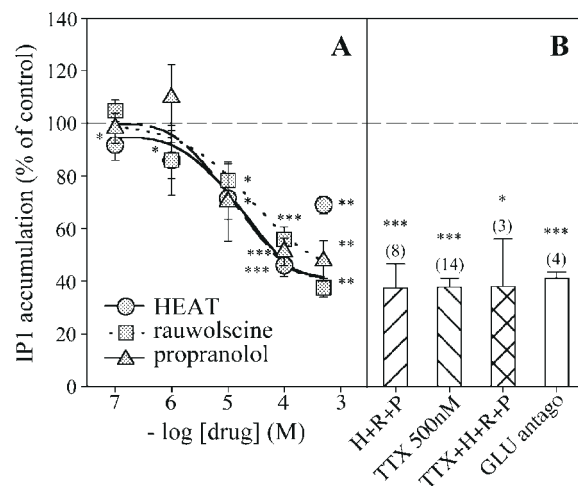 A
B
IP1 accumulation (% of control)
140
120
100
80
60
40
20
0
*
*
*
*
***
***
***
**
**
**
HEAT
rauwolscine
propranolol
7 6 5 4 3
- log [drug] (M)
***
(8)
***
(14)
*
(3)
***
(4)
H+R+P
TTX 500nM
TTX+H+R+P
GLU antago